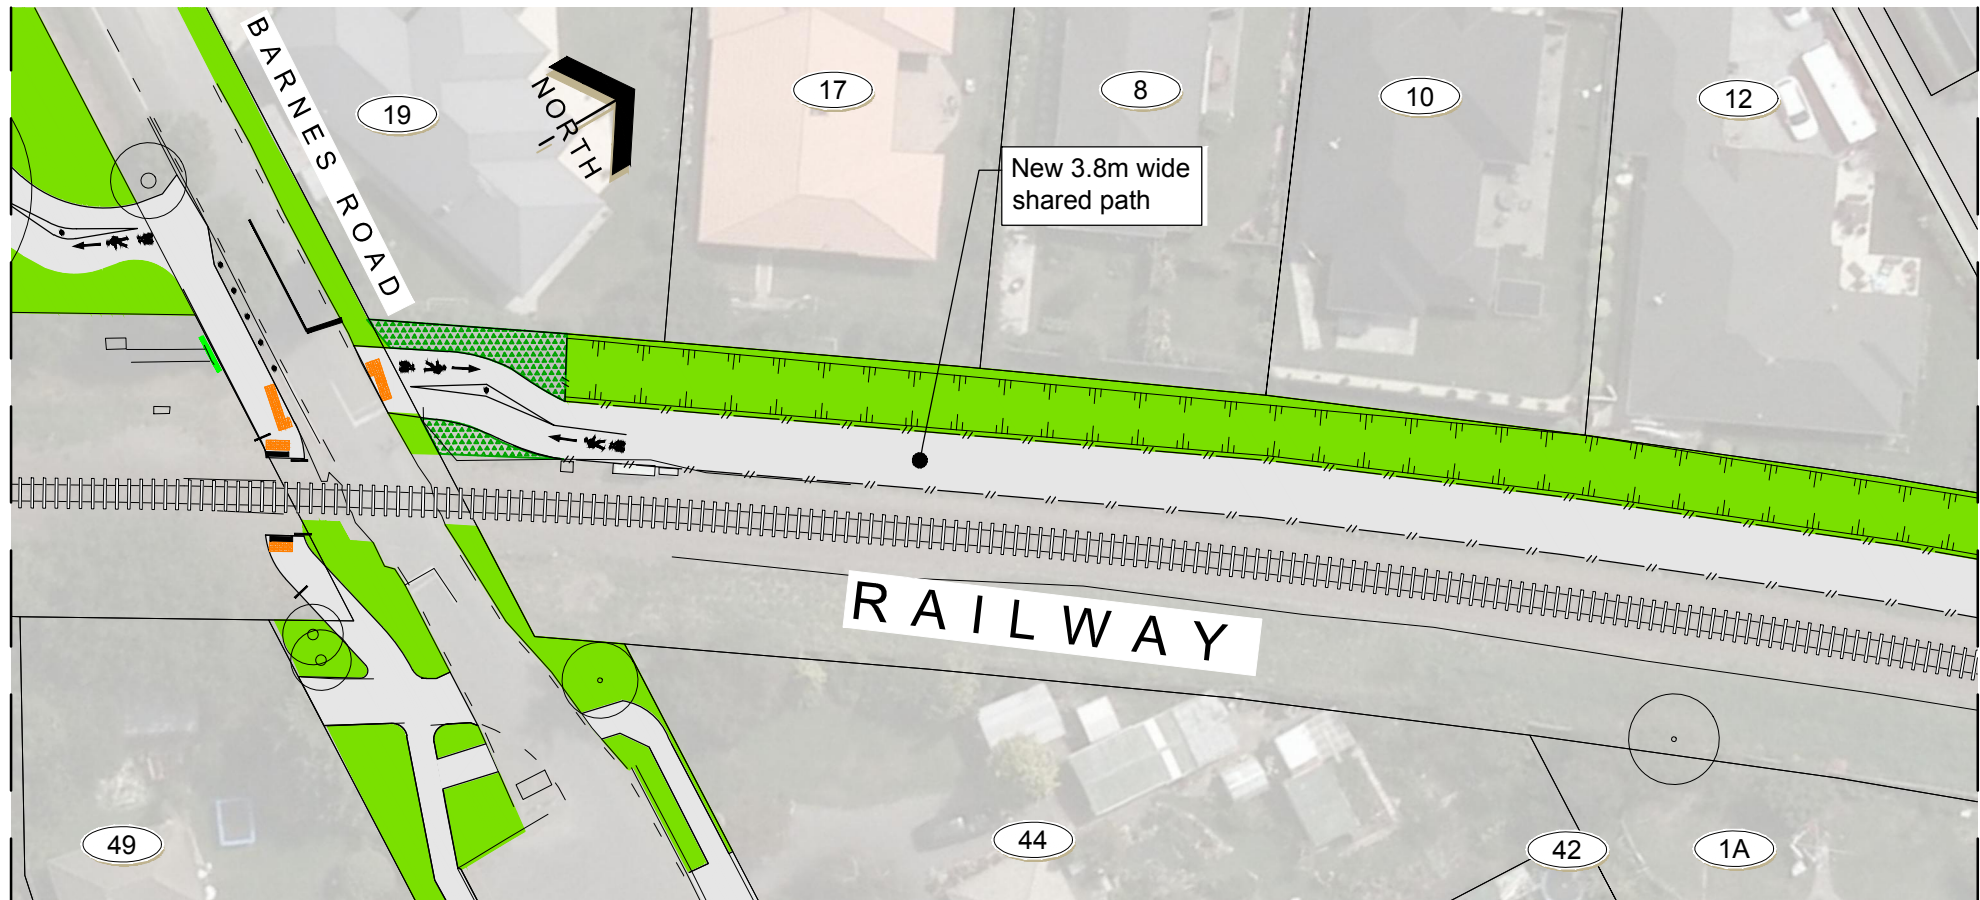 BARNES ROAD
19
NORTH
17
8
10
12
New 3.8m wide
shared path
RAILWAY
49
44
42
1A